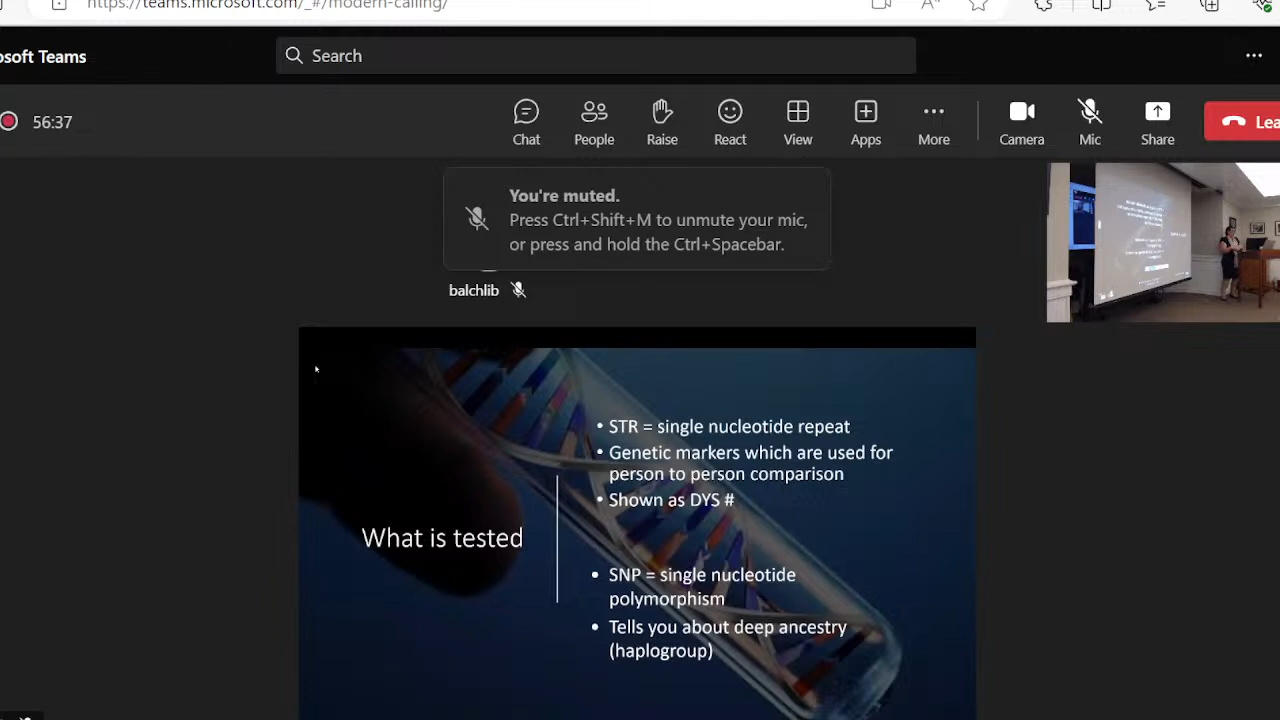 https://teams.microsoft.com/_#/modern-calling/
osoft Teams
Search
56:37
Chat
People
Raise
React
View
Apps
More
Camera
Mic
Share
Lea
You're muted.
Press Ctrl+Shift+M to unmute your mic,
or press and hold the Ctrl+Spacebar.
balchlib
What is tested
• STR = single nucleotide repeat
• Genetic markers which are used for
person to person comparison
• Shown as DYS #
• SNP = single nucleotide
polymorphism
• Tells you about deep ancestry
(haplogroup)